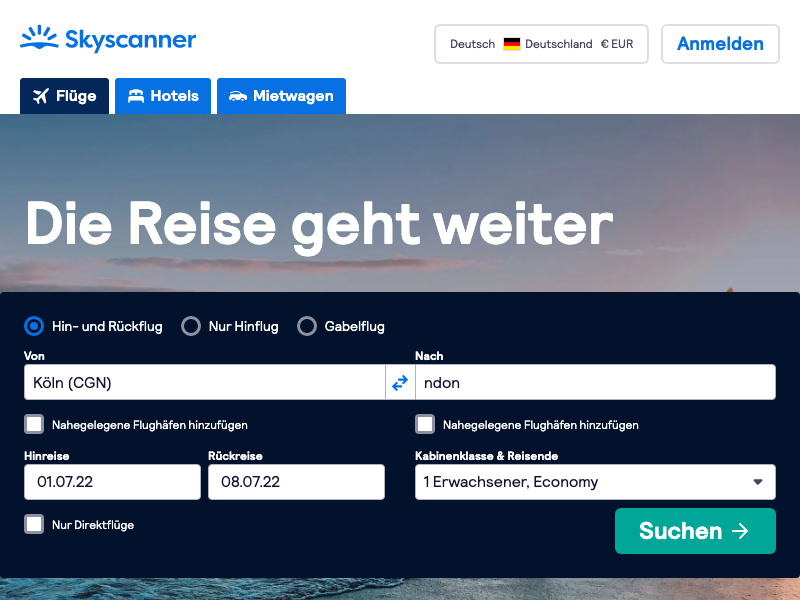 Skyscanner
Deutsch Deutschland € EUR
Anmelden
Flüge Hotels Mietwagen
Die Reise geht weiter
Hin- und Rückflug Nur Hinflug Gabelflug
Von Nach
Köln (CGN) ndon
Nahegelegene Flughäfen hinzufügen Nahegelegene Flughäfen hinzufügen
Hinreise Rückreise Kabinenklasse & Reisende
01.07.22 08.07.22 1 Erwachsener, Economy
Nur Direktflüge
Suchen